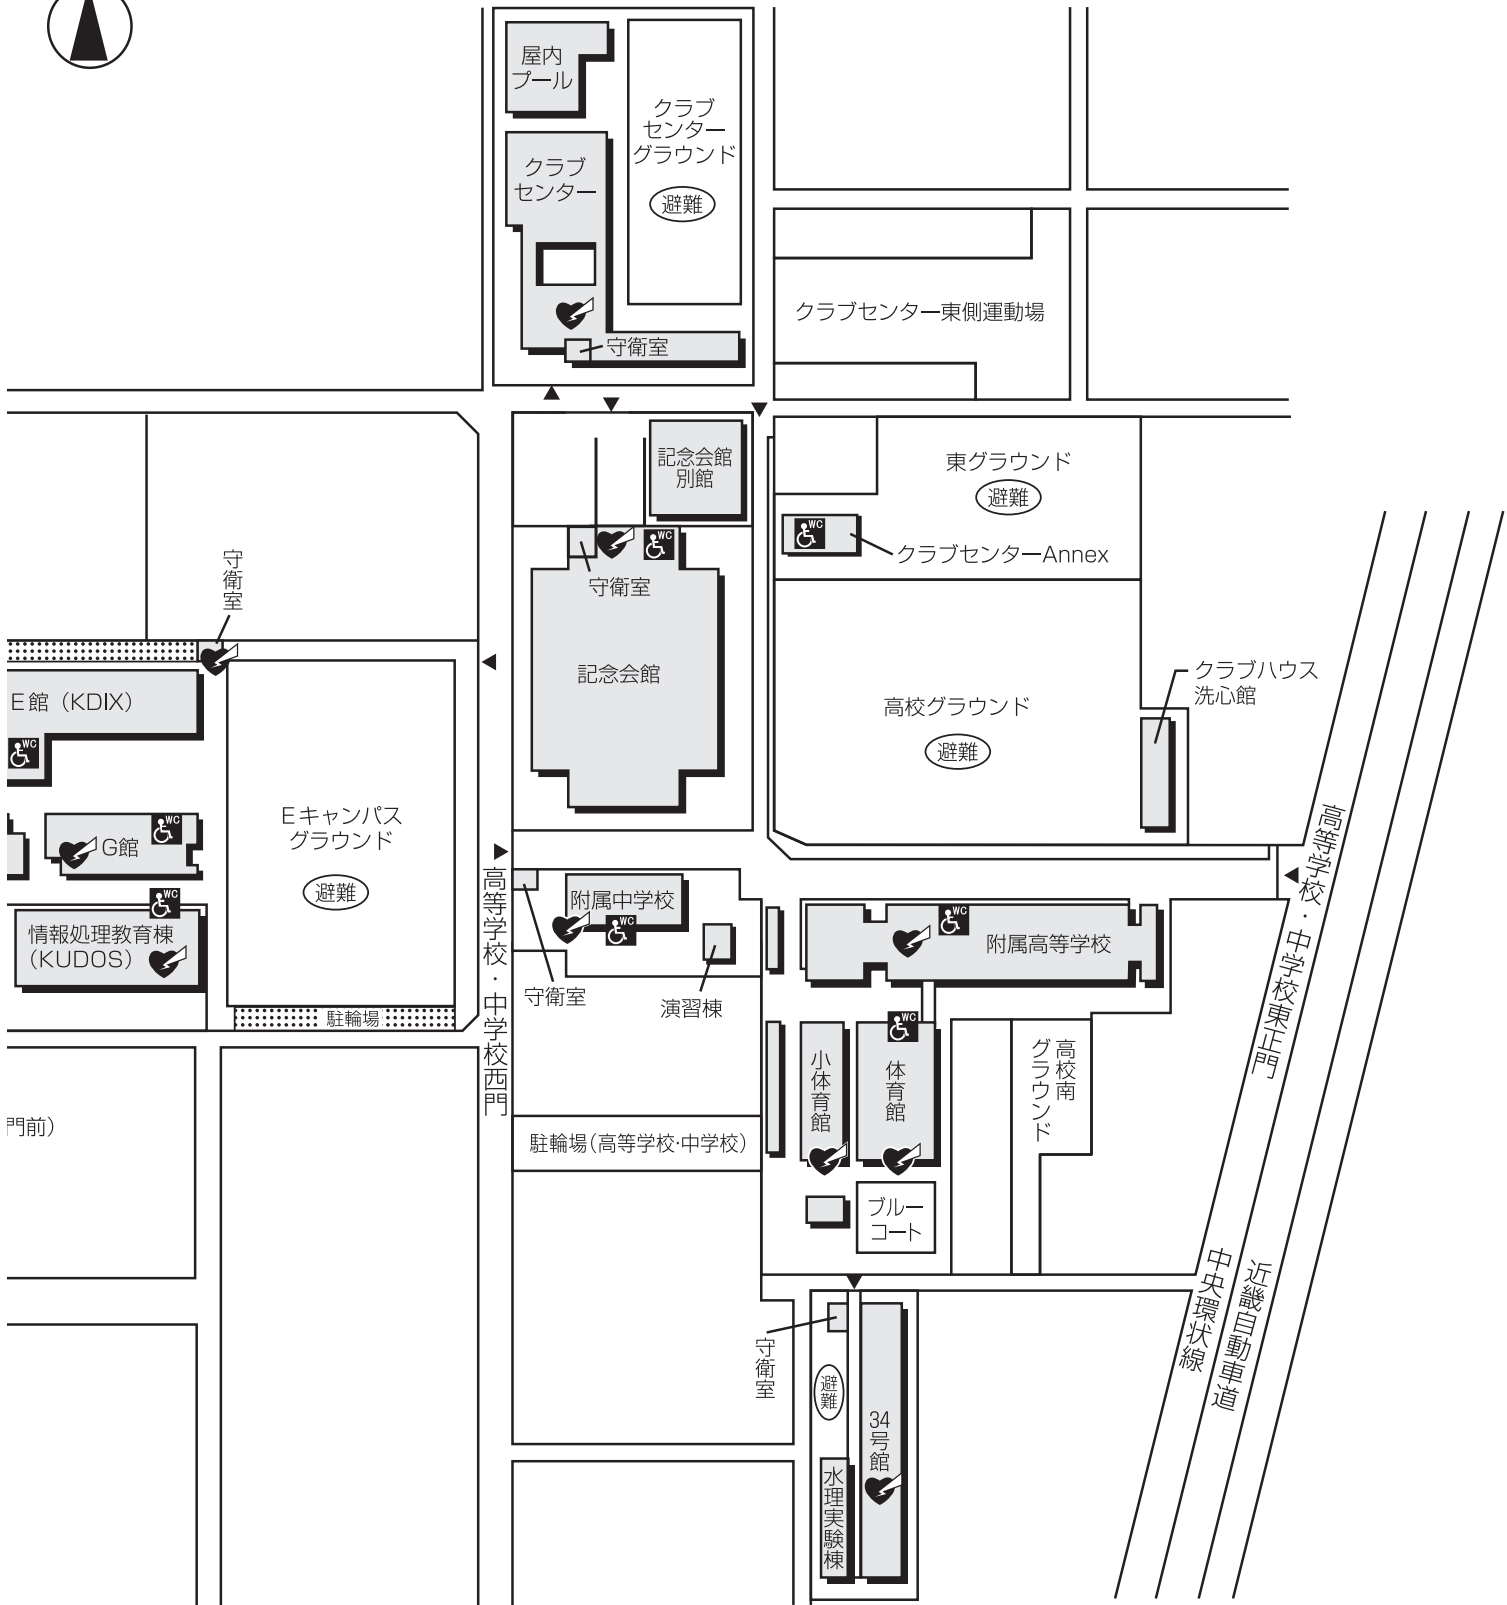 屋内
プール
クラブ
センター
グラウンド
避難
クラブ
センター
守衛室
クラブセンター東側運動場
記念会館
別館
東グラウンド
避難
クラブセンターAnnex
WC
WC
守衛室
守衛室
記念会館
クラブハウス
洗心館
高校グラウンド
避難
E館（KDIX）
WC
Eキャンパス
グラウンド
避難
WC
G館
WC
情報処理教育棟
（KUDOS）
駐輪場
高等学校・中学校西門
附属中学校
WC
守衛室
演習棟
WC
附属高等学校
高等学校・中学校東正門
WC
小体育館
体育館
高校南
グラウンド
門前）
駐輪場（高等学校・中学校）
ブルー
コート
中央環状線
近畿自動車道
守衛室
避難
34号館
水理実験棟